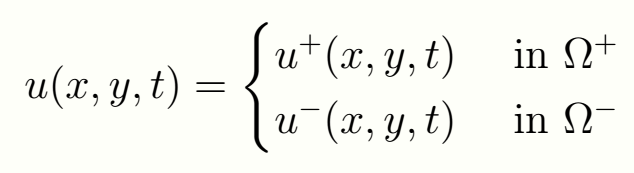 u(x, y, t) = { u⁺(x, y, t) in Ω⁺
u⁻(x, y, t) in Ω⁻